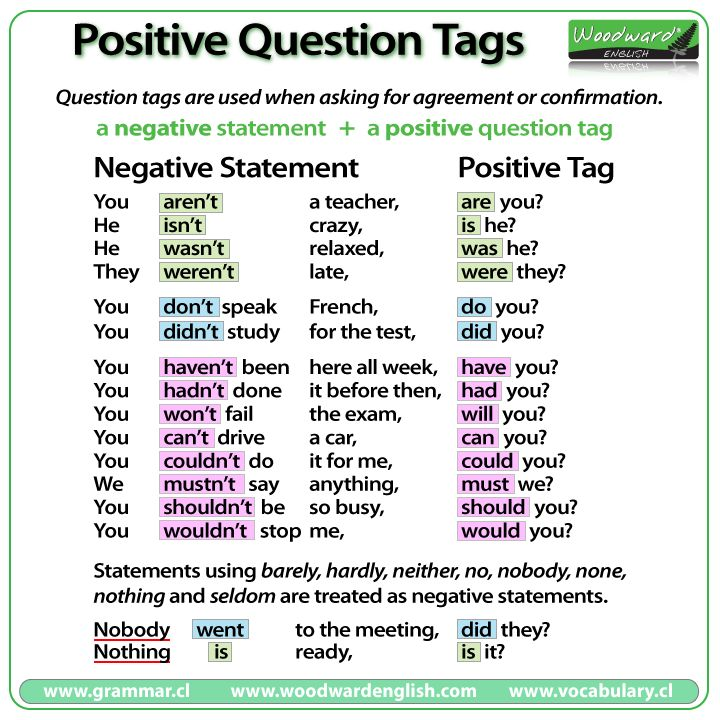 Positive Question Tags
Woodward®
ENGLISH
Question tags are used when asking for agreement or confirmation.
a negative statement + a positive question tag
Negative Statement Positive Tag
You aren't a teacher, are you?
He isn't crazy, is he?
He wasn't relaxed, was he?
They weren't late, were they?
You don't speak French, do you?
You didn't study for the test, did you?
You haven't been here all week, have you?
You hadn't done it before then, had you?
You won't fail the exam, will you?
You can't drive a car, can you?
You couldn't do it for me, could you?
We mustn't say anything, must we?
You shouldn't be so busy, should you?
You wouldn't stop me, would you?
Statements using barely, hardly, neither, no, nobody, none,
nothing and seldom are treated as negative statements.
Nobody went to the meeting, did they?
Nothing is ready, is it?
www.grammar.cl www.woodwardenglish.com www.vocabulary.cl